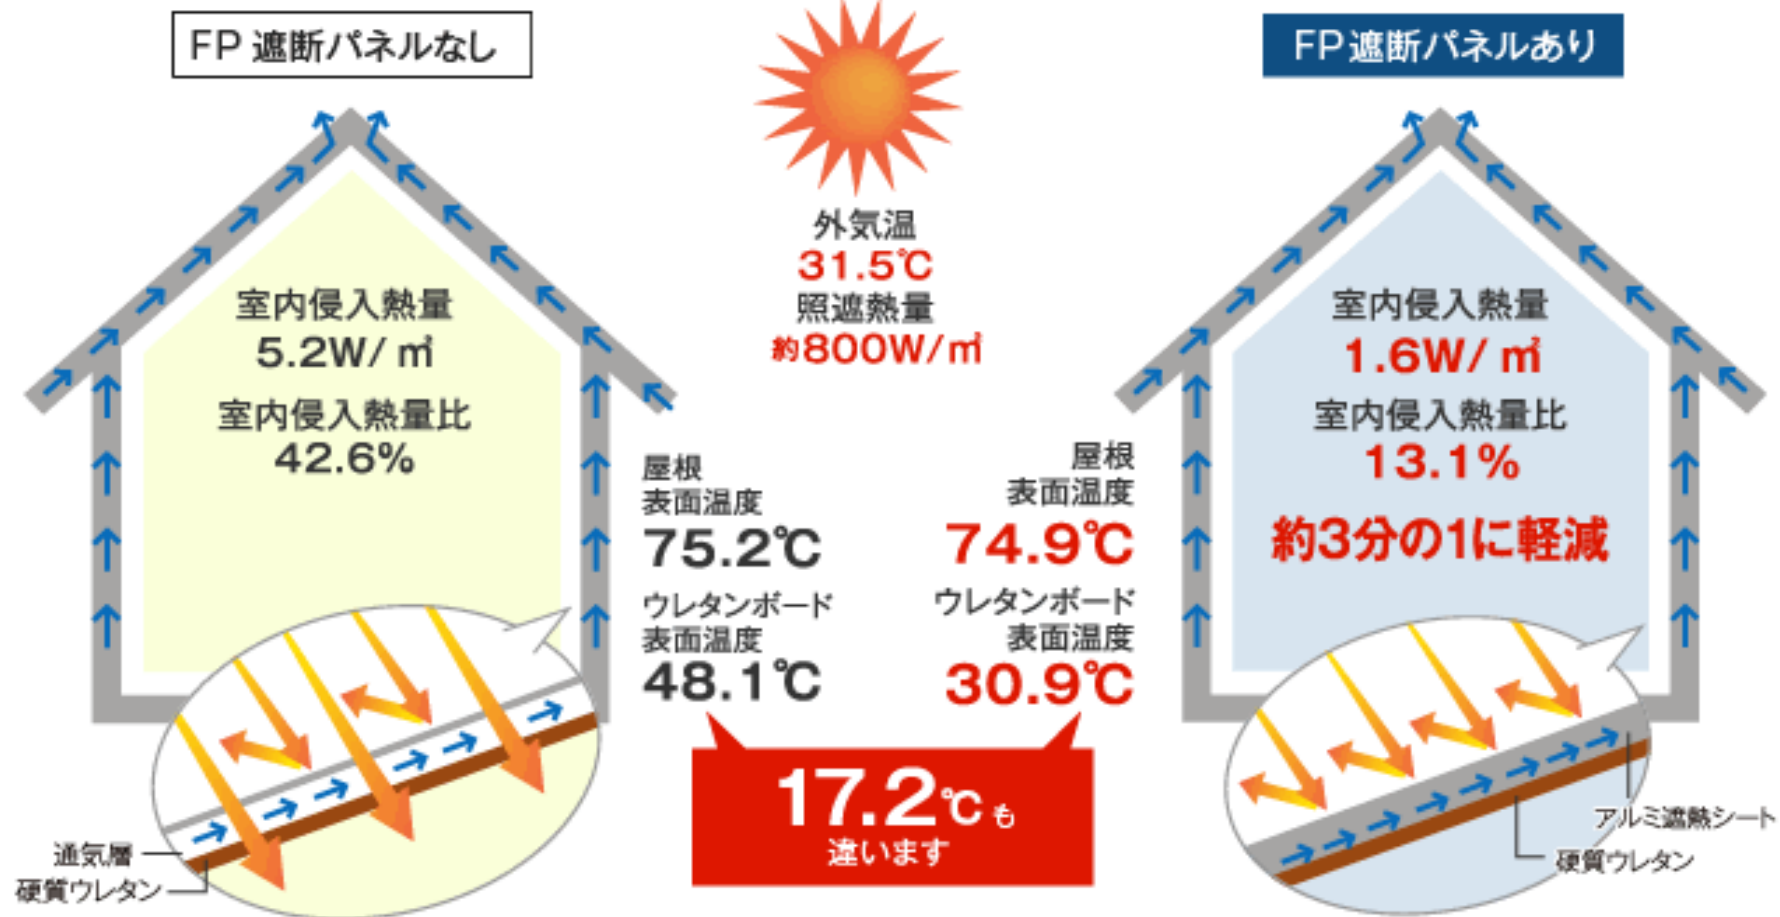 FP 遮断パネルなし
室内侵入熱量
5.2W/㎡
室内侵入熱量比
42.6%
通気層
硬質ウレタン
外気温
31.5℃
照遮熱量
約800W/㎡
屋根
表面温度
75.2℃
ウレタンボード
表面温度
48.1℃
屋根
表面温度
74.9℃
ウレタンボード
表面温度
30.9℃
17.2℃も
違います
FP遮断パネルあり
室内侵入熱量
1.6W/㎡
室内侵入熱量比
13.1%
約3分の1に軽減
アルミ遮熱シート
硬質ウレタン